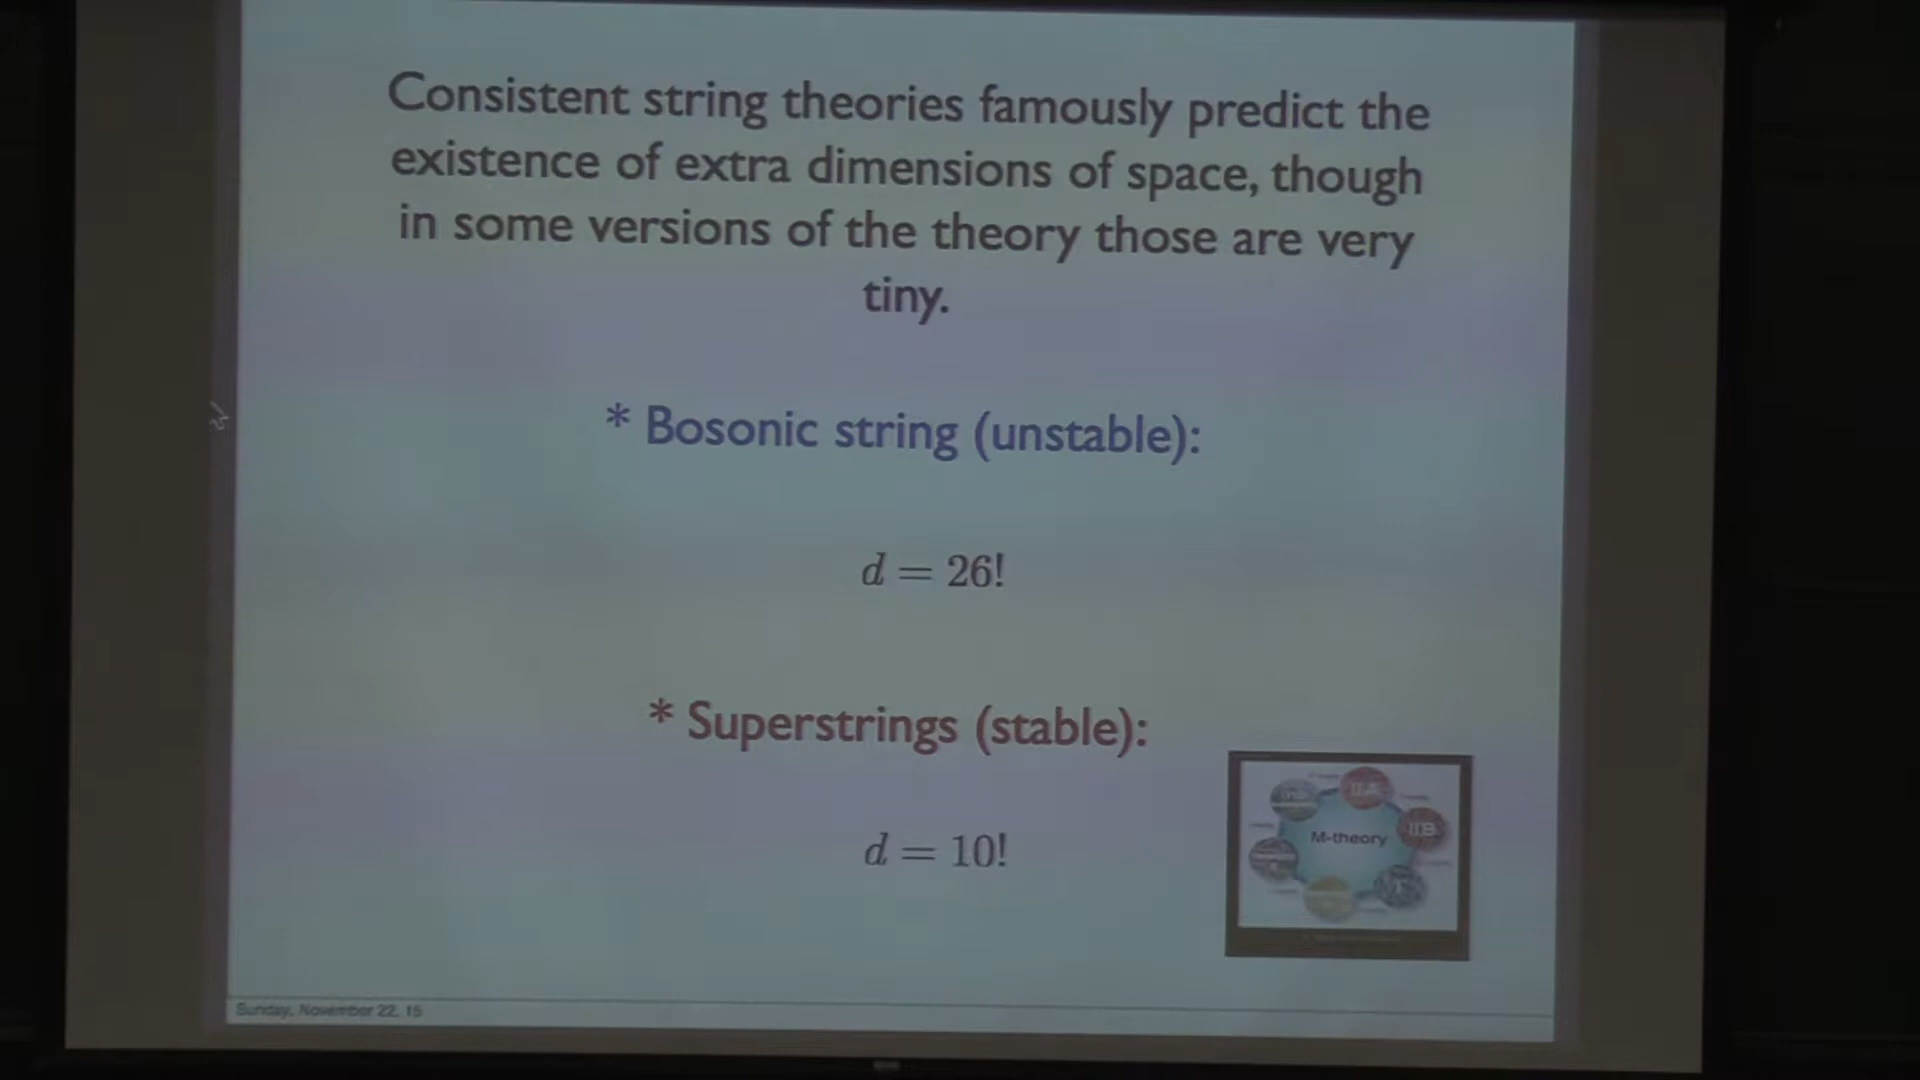 Consistent string theories famously predict the
existence of extra dimensions of space, though
in some versions of the theory those are very
tiny.
* Bosonic string (unstable):
d = 26!
* Superstrings (stable):
d = 10!
IIA
IIB
M-theory
Sunday, November 22, 15